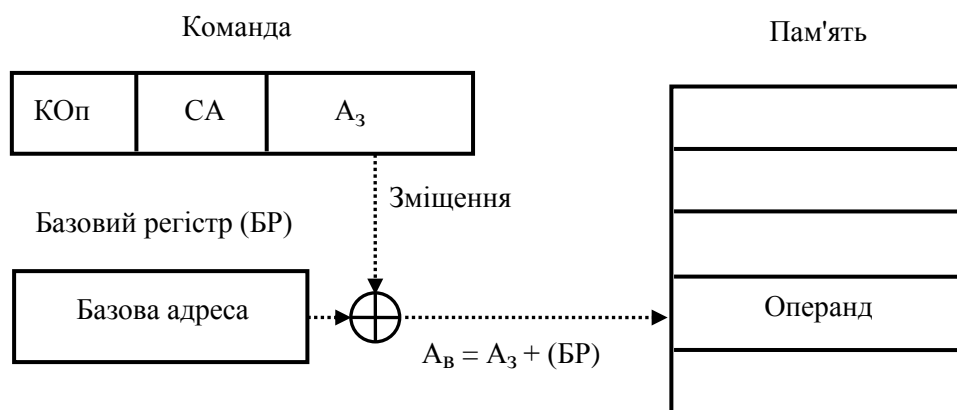 Команда
Пам'ять
КОп СА Аз
Зміщення
Базовий регістр (БР)
Базова адреса
Операнд
Ав = Аз + (БР)